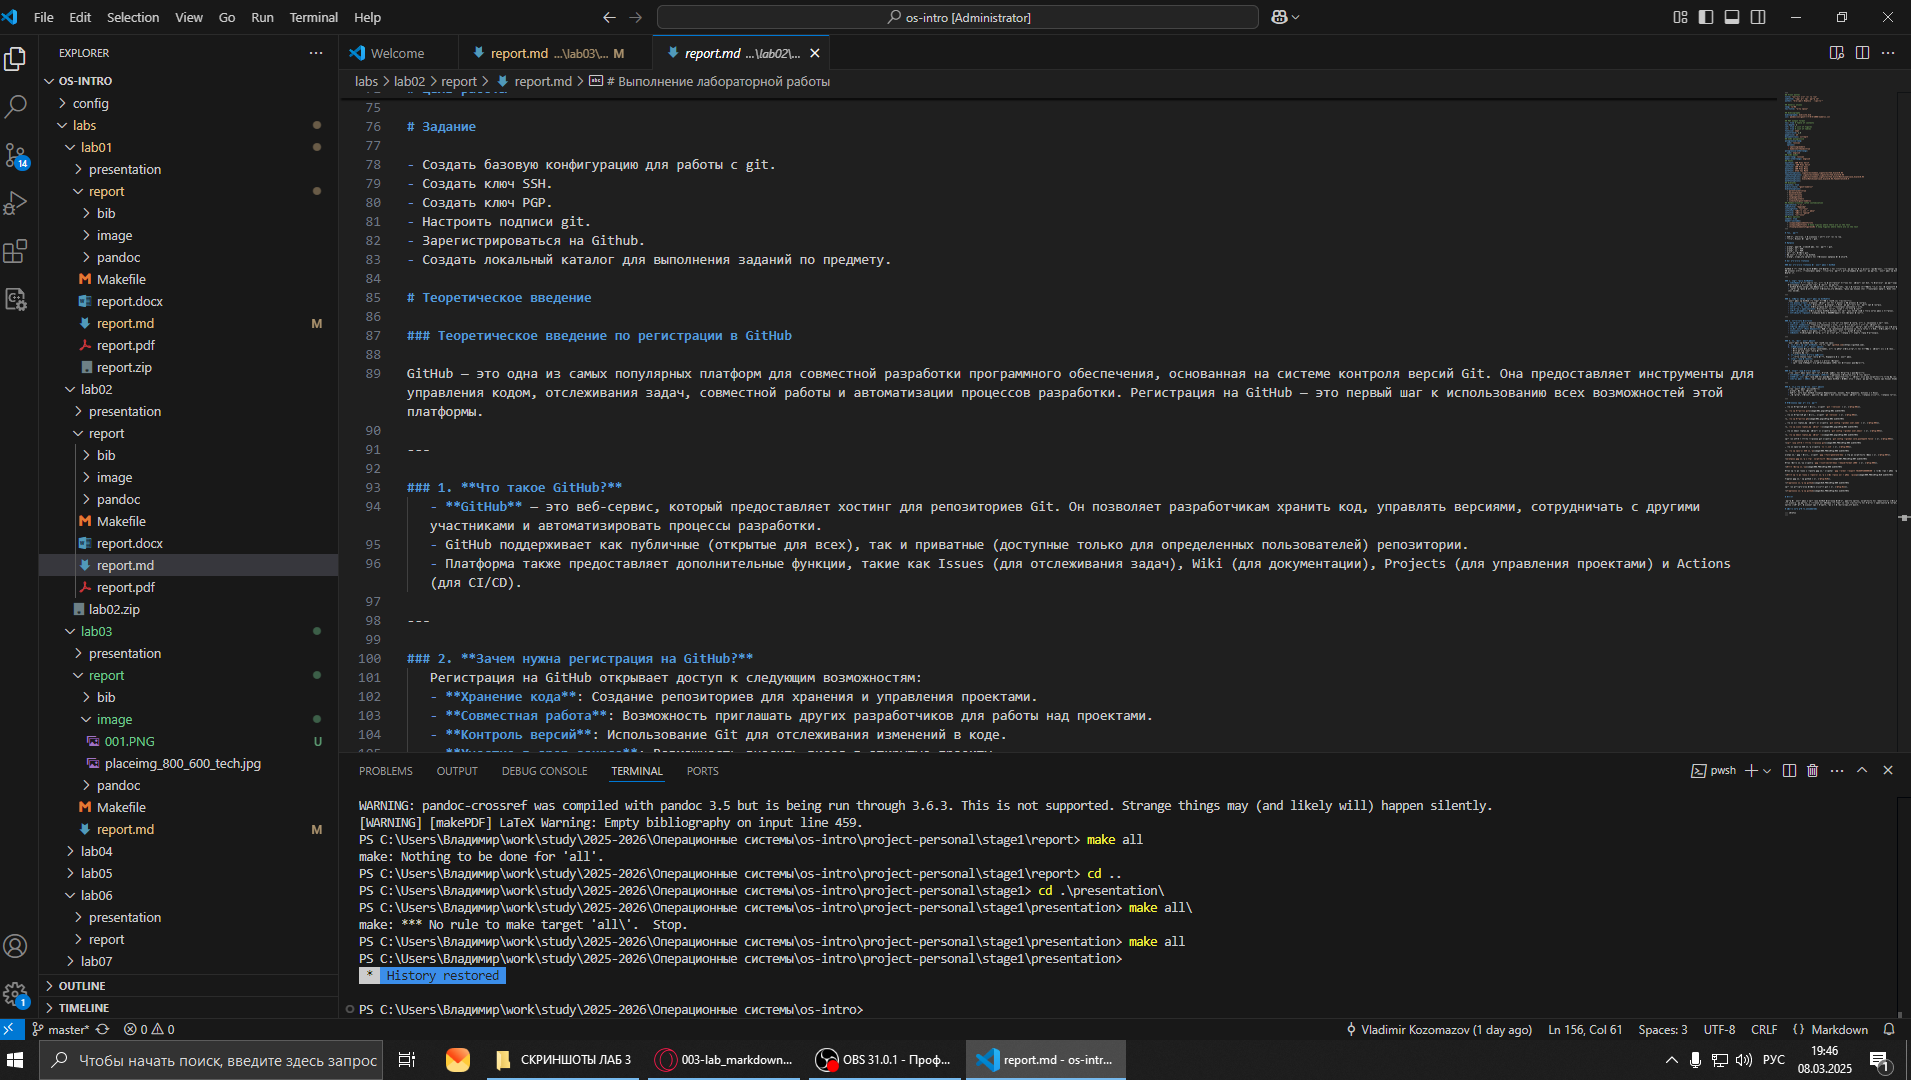 File Edit Selection View Go Run Terminal Help
os-intro [Administrator]
EXPLORER
OS-INTRO
config
labs
lab01
presentation
report
bib
image
pandoc
Makefile
report.docx
report.md M
report.pdf
report.zip
lab02
presentation
report
bib
image
pandoc
Makefile
report.docx
report.md
report.pdf
lab02.zip
lab03
presentation
report
bib
image
001.PNG U
placeimg_800_600_tech.jpg
pandoc
Makefile
report.md M
lab04
lab05
lab06
presentation
report
lab07
OUTLINE
TIMELINE
14
1
Welcome
report.md ...\lab03\... M
report.md ...\lab02\...
labs > lab02 > report > report.md > # Выполнение лабораторной работы
75
76 # Задание
77
78 - Создать базовую конфигурацию для работы с git.
79 - Создать ключ SSH.
80 - Создать ключ PGP.
81 - Настроить подписи git.
82 - Зарегистрироваться на Github.
83 - Создать локальный каталог для выполнения заданий по предмету.
84
85 # Теоретическое введение
86
87 ### Теоретическое введение по регистрации в GitHub
88
89 GitHub — это одна из самых популярных платформ для совместной разработки программного обеспечения, основанная на системе контроля версий Git. Она предоставляет инструменты для
управления кодом, отслеживания задач, совместной работы и автоматизации процессов разработки. Регистрация на GitHub — это первый шаг к использованию всех возможностей этой
платформы.
90
91 ---
92
93 ### 1. **Что такое GitHub?**
94 - **GitHub** — это веб-сервис, который предоставляет хостинг для репозиториев Git. Он позволяет разработчикам хранить код, управлять версиями, сотрудничать с другими
участниками и автоматизировать процессы разработки.
95 - GitHub поддерживает как публичные (открытые для всех), так и приватные (доступные только для определенных пользователей) репозитории.
96 - Платформа также предоставляет дополнительные функции, такие как Issues (для отслеживания задач), Wiki (для документации), Projects (для управления проектами) и Actions
(для CI/CD).
97
98 ---
99
100 ### 2. **Зачем нужна регистрация на GitHub?**
101 Регистрация на GitHub открывает доступ к следующим возможностям:
102 - **Хранение кода**: Создание репозиториев для хранения и управления проектами.
103 - **Совместная работа**: Возможность приглашать других разработчиков для работы над проектами.
104 - **Контроль версий**: Использование Git для отслеживания изменений в коде.
PROBLEMS OUTPUT DEBUG CONSOLE TERMINAL PORTS
pwsh
WARNING: pandoc-crossref was compiled with pandoc 3.5 but is being run through 3.6.3. This is not supported. Strange things may (and likely will) happen silently.
[WARNING] [makePDF] LaTeX Warning: Empty bibliography on input line 459.
PS C:\Users\Владимир\work\study\2025-2026\Операционные системы\os-intro\project-personal\stage1\report> make all
make: Nothing to be done for 'all'.
PS C:\Users\Владимир\work\study\2025-2026\Операционные системы\os-intro\project-personal\stage1\report> cd ..
PS C:\Users\Владимир\work\study\2025-2026\Операционные системы\os-intro\project-personal\stage1> cd .\presentation\
PS C:\Users\Владимир\work\study\2025-2026\Операционные системы\os-intro\project-personal\stage1\presentation> make all\
make: *** No rule to make target 'all\'.  Stop.
PS C:\Users\Владимир\work\study\2025-2026\Операционные системы\os-intro\project-personal\stage1\presentation> make all
PS C:\Users\Владимир\work\study\2025-2026\Операционные системы\os-intro\project-personal\stage1\presentation>
* History restored
PS C:\Users\Владимир\work\study\2025-2026\Операционные системы\os-intro>
master* 0 0
Vladimir Kozomazov (1 day ago) Ln 156, Col 61 Spaces: 3 UTF-8 CRLF {} Markdown
Чтобы начать поиск, введите здесь запрос
СКРИНШОТЫ ЛАБ 3
003-lab_markdown...
OBS 31.0.1 - Проф...
report.md - os-intr...
РУС
19:46
08.03.2025
1